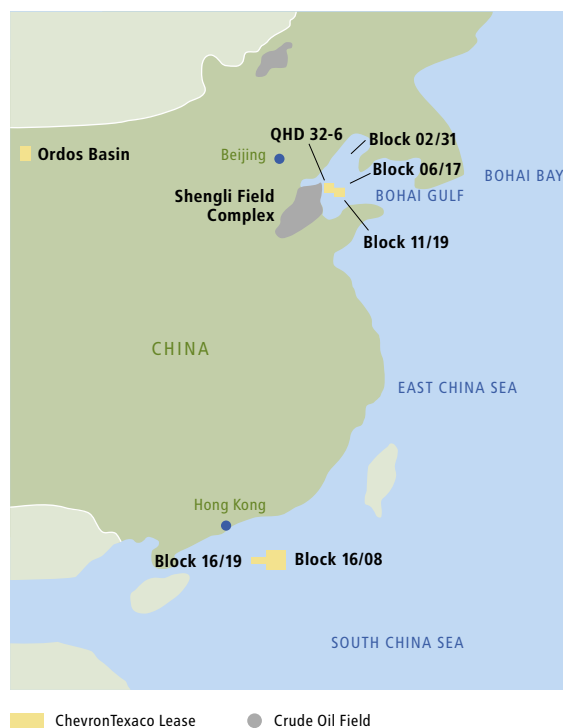 QHD 32-6
Block 02/31
Beijing
Ordos Basin
Block 06/17
BOHAI BAY
Shengli Field
Complex
BOHAI GULF
Block 11/19
CHINA
EAST CHINA SEA
Hong Kong
Block 16/19
Block 16/08
SOUTH CHINA SEA
ChevronTexaco Lease
Crude Oil Field